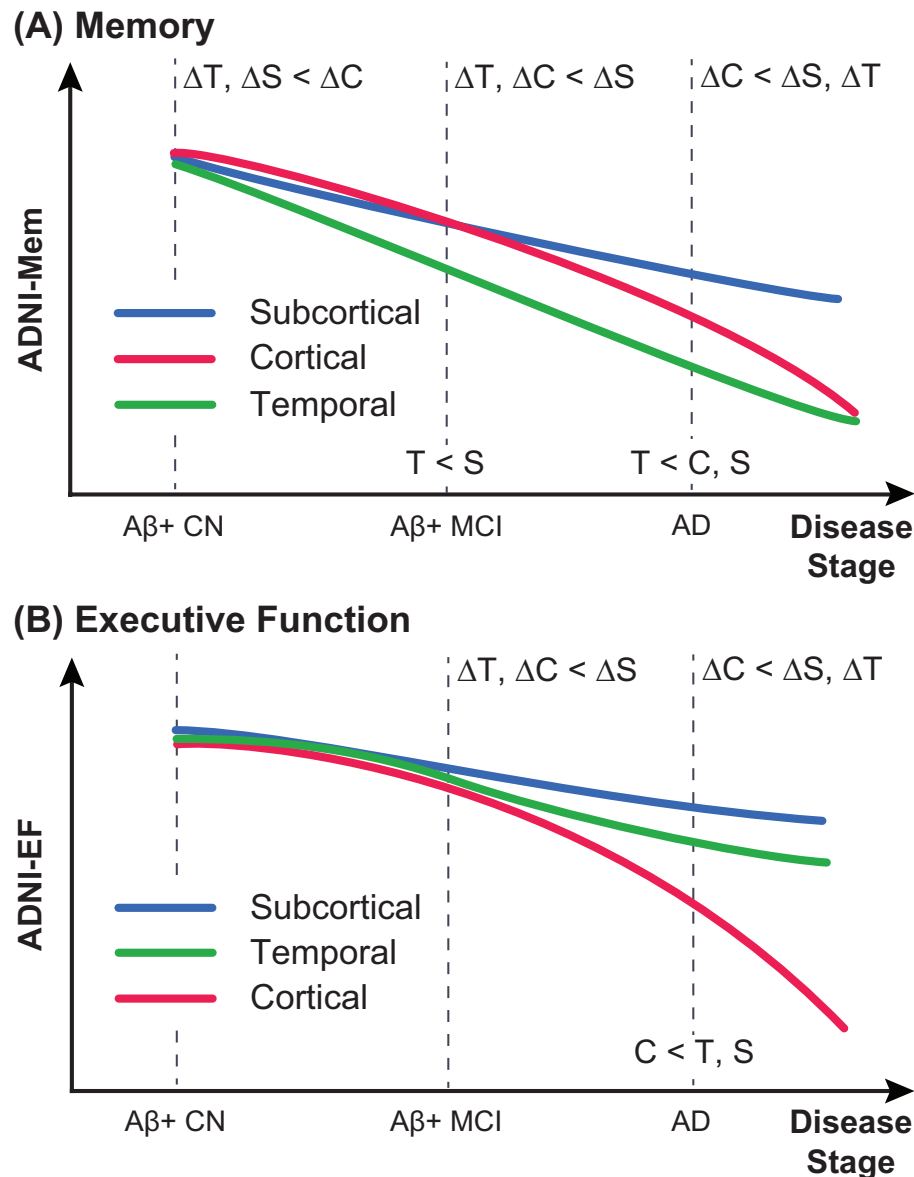 (A) Memory
ΔT, ΔS < ΔC
ΔT, ΔC < ΔS
ΔC < ΔS, ΔT
ADNI-Mem
Subcortical
Cortical
Temporal
T < S
T < C, S
Aβ+ CN
Aβ+ MCI
AD
Disease
Stage
(B) Executive Function
ΔT, ΔC < ΔS
ΔC < ΔS, ΔT
ADNI-EF
Subcortical
Temporal
Cortical
C < T, S
Aβ+ CN
Aβ+ MCI
AD
Disease
Stage